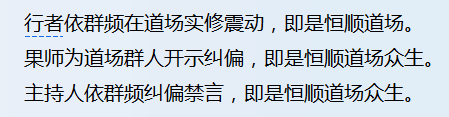 行者依群频在道场实修震动，即是恒顺道场。
果师为道场群人开示纠偏，即是恒顺道场众生。
主持人依群频纠偏禁言，即是恒顺道场众生。